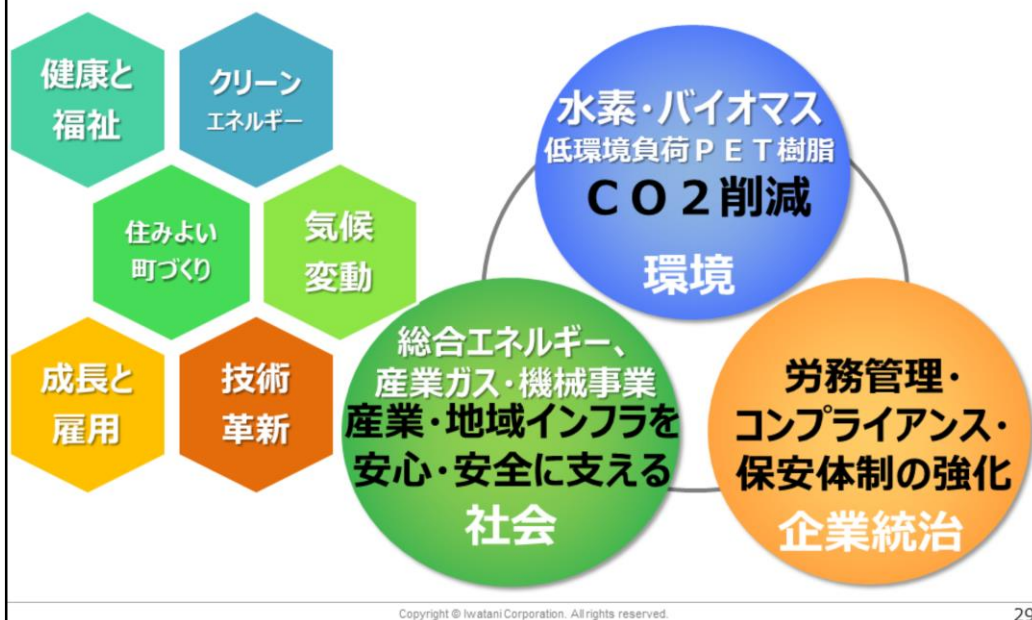 健康と
福祉
クリーン
エネルギー
住みよい
町づくり
気候
変動
成長と
雇用
技術
革新
水素・バイオマス
低環境負荷ＰＥＴ樹脂
ＣＯ２削減
環境
総合エネルギー、
産業ガス・機械事業
産業・地域インフラを
安心・安全に支える
社会
労務管理・
コンプライアンス・
保安体制の強化
企業統治
Copyright © Iwatani Corporation. All rights reserved.
29